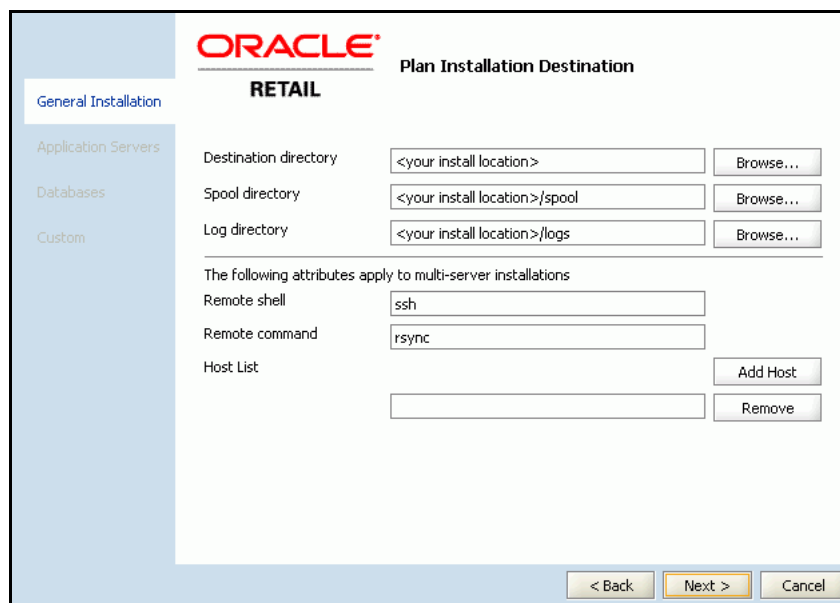 ORACLE
RETAIL
Plan Installation Destination
General Installation
Application Servers
Databases
Custom
Destination directory <your install location> Browse...
Spool directory <your install location>/spool Browse...
Log directory <your install location>/logs Browse...
The following attributes apply to multi-server installations
Remote shell ssh
Remote command rsync
Host List Add Host
Remove
< Back Next > Cancel